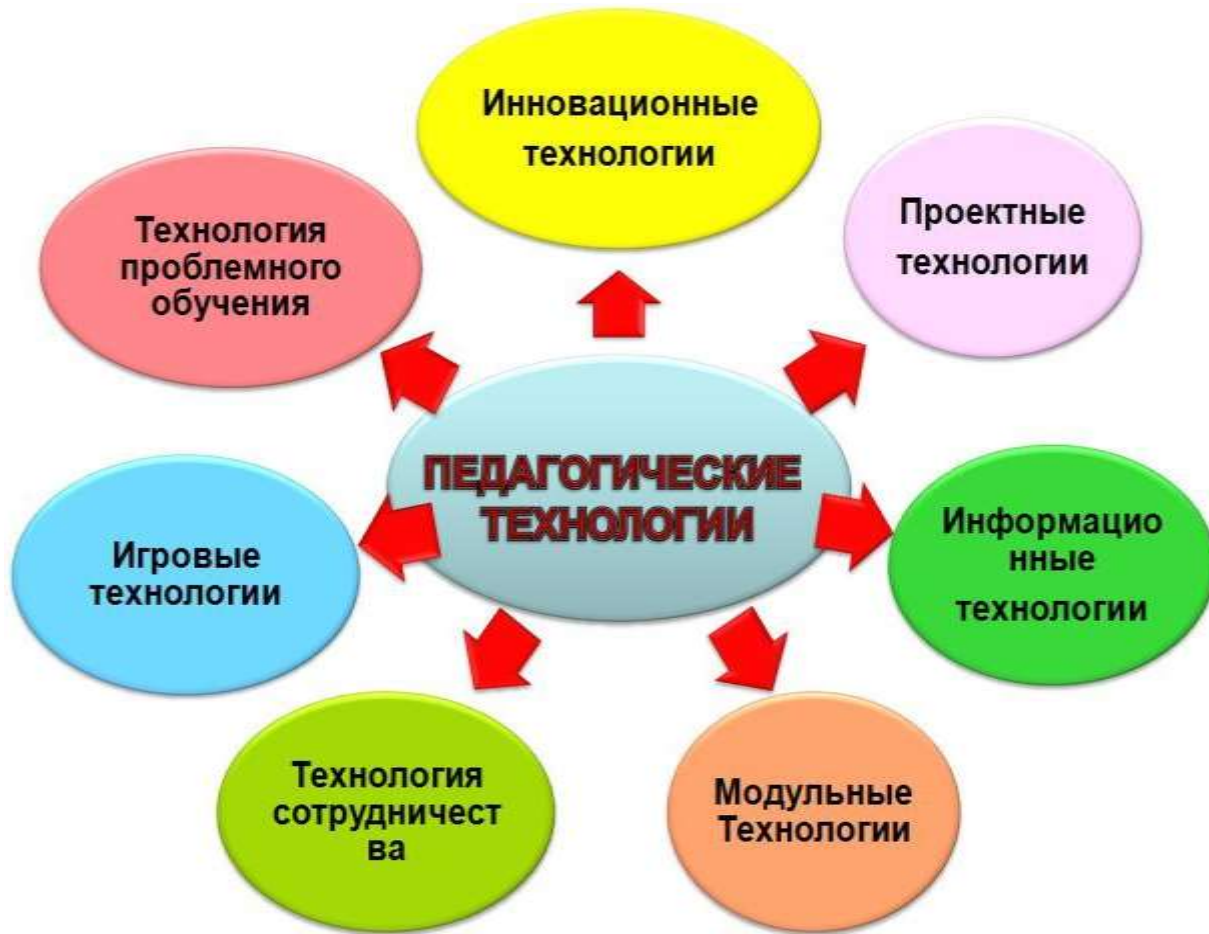 Инновационные
технологии
Проектные
технологии
Технология
проблемного
обучения
ПЕДАГОГИЧЕСКИЕ
ТЕХНОЛОГИИ
Информацио
нные
технологии
Игровые
технологии
Технология
сотрудничест
ва
Модульные
Технологии